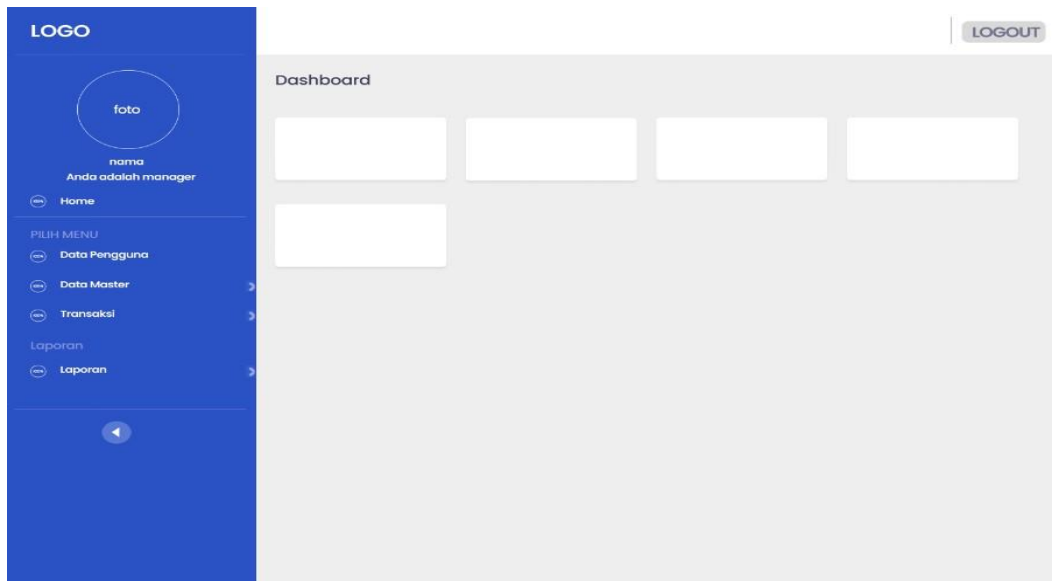 LOGO
LOGOUT
foto
nama
Anda adalah manager
Home
PILIH MENU
Data Pengguna
Data Master
Transaksi
Laporan
Laporan
Dashboard